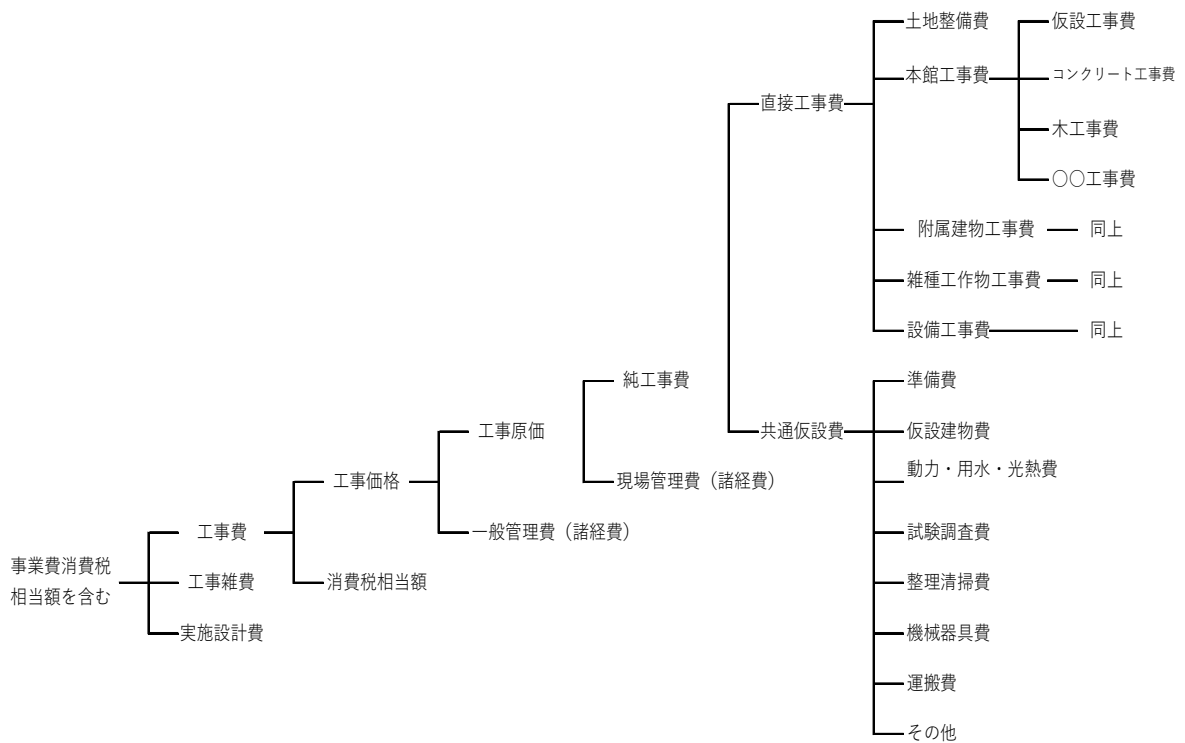 土地整備費
仮設工事費
本館工事費
コンクリート工事費
直接工事費
木工事費
〇〇工事費
附属建物工事費
同上
雑種工作物工事費
同上
設備工事費
同上
純工事費
準備費
工事原価
共通仮設費
仮設建物費
動力・用水・光熱費
工事価格
現場管理費（諸経費）
工事費
一般管理費（諸経費）
試験調査費
事業費消費税
相当額を含む
工事雑費
消費税相当額
整理清掃費
実施設計費
機械器具費
運搬費
その他